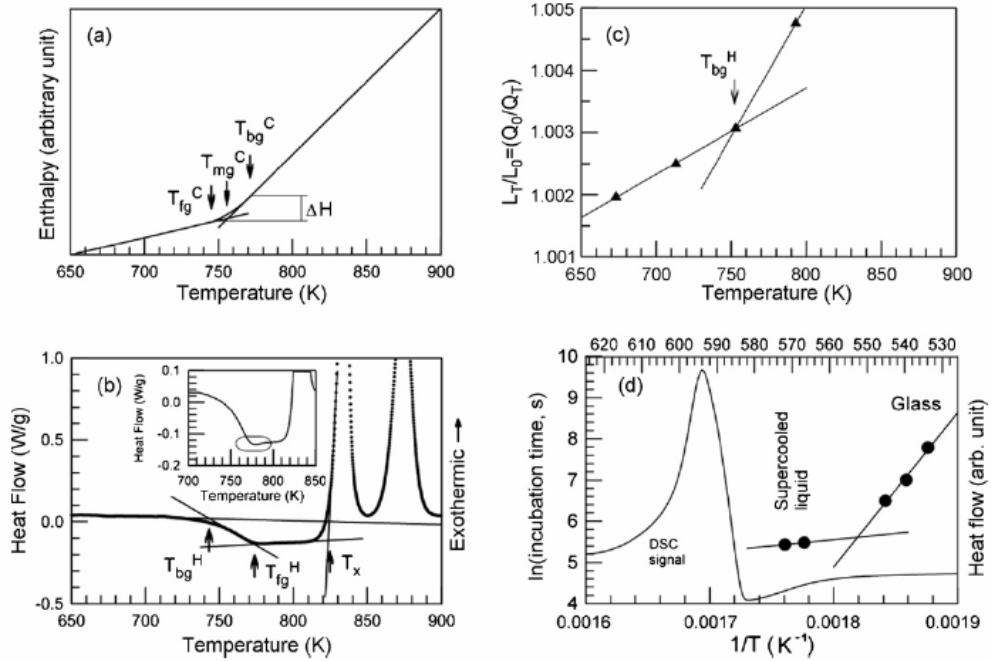 (a)
Enthalpy (arbitrary unit)
T_bg^C
T_mg^C
T_fg^C
ΔH
650 700 750 800 850 900
Temperature (K)
(c)
1.005
1.004
1.003
1.002
1.001
L_T/L_0=(Q_0/Q_T)
T_bg^H
650 700 750 800 850 900
Temperature (K)
(b)
1.0
0.5
0.0
-0.5
Heat Flow (W/g)
0.1
0.0
-0.1
-0.2
Heat Flow (W/g)
700 750 800 850
Temperature (K)
T_bg^H
T_fg^H
T_x
Exothermic
650 700 750 800 850 900
Temperature (K)
620 610 600 590 580 570 560 550 540 530
(d)
10
9
8
7
6
5
4
ln(incubation time, s)
Glass
Supercooled
liquid
DSC
signal
Heat flow (arb. unit)
0.0016 0.0017 0.0018 0.0019
1/T (K^-1)